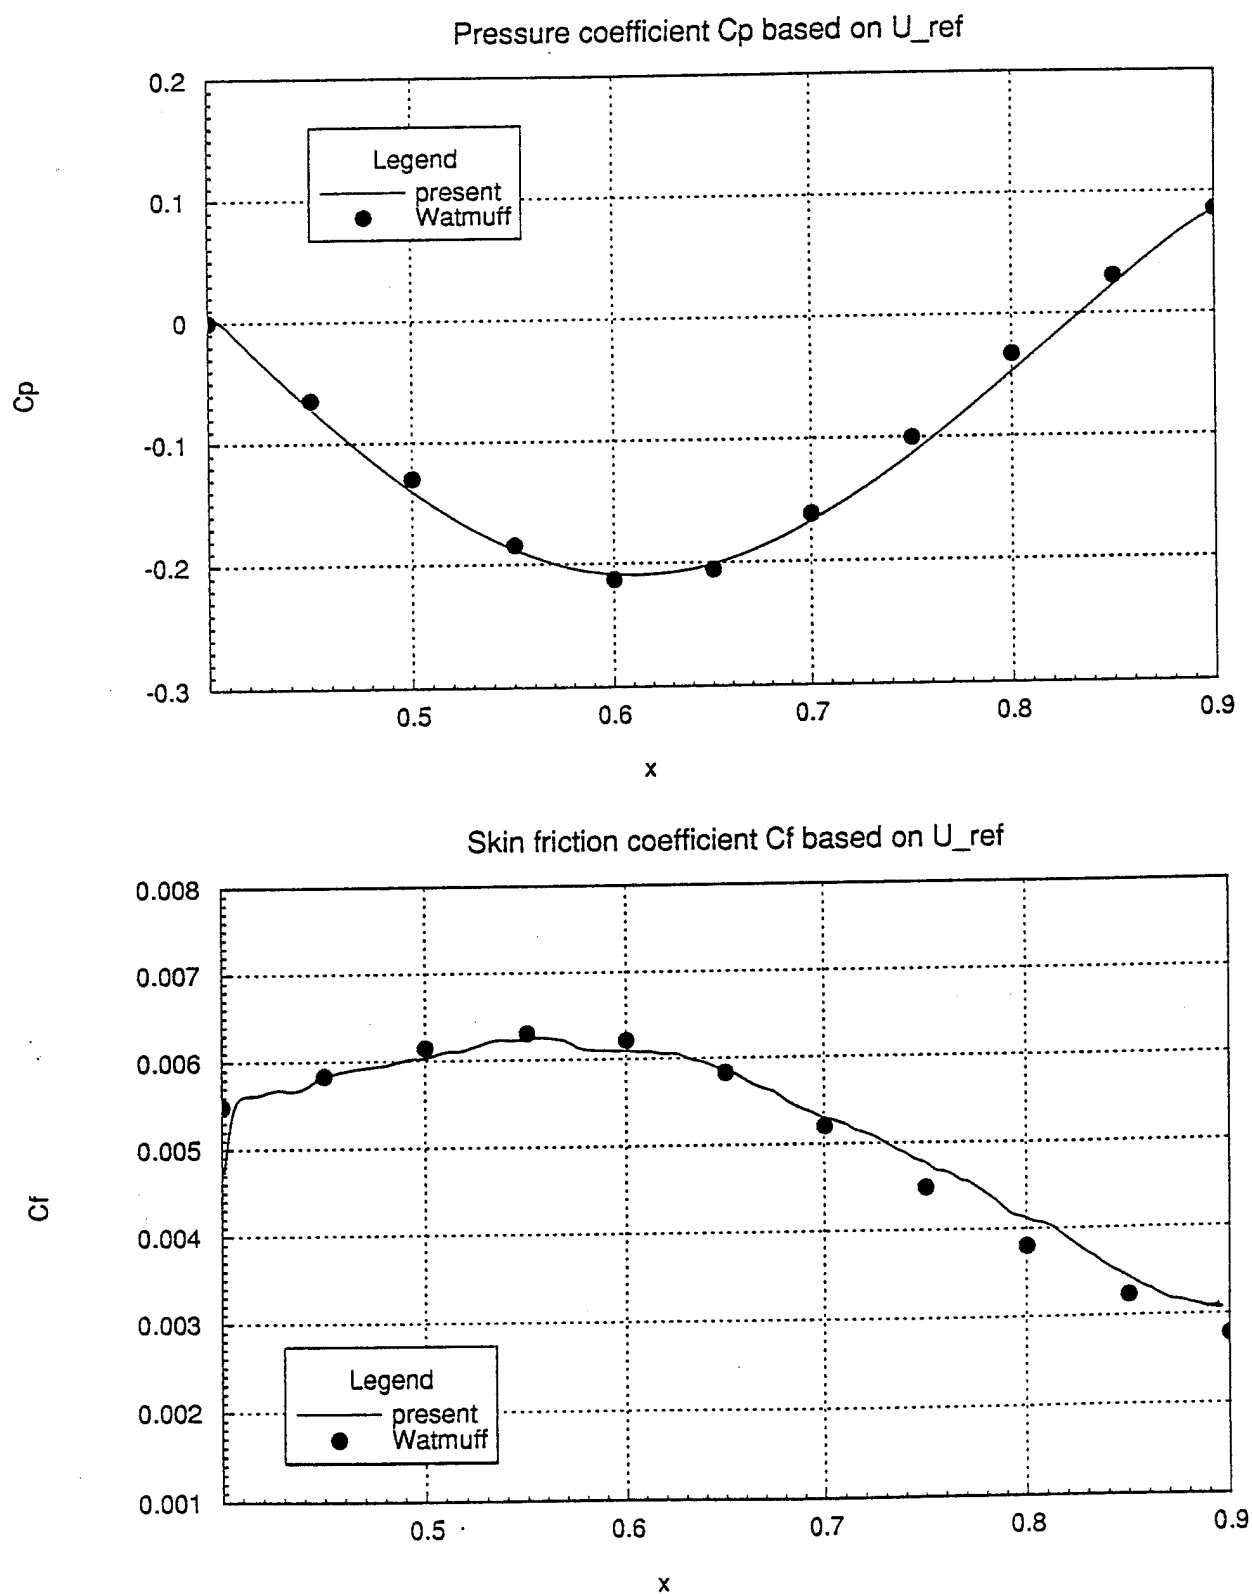 Pressure coefficient Cp based on U_ref
0.2
Legend
present
Watmuff
0.1
0
Cp
-0.1
-0.2
-0.3
0.5 0.6 0.7 0.8 0.9
x
Skin friction coefficient Cf based on U_ref
0.008
0.007
0.006
0.005
Cf
0.004
0.003
Legend
present
Watmuff
0.002
0.001
0.5 0.6 0.7 0.8 0.9
x